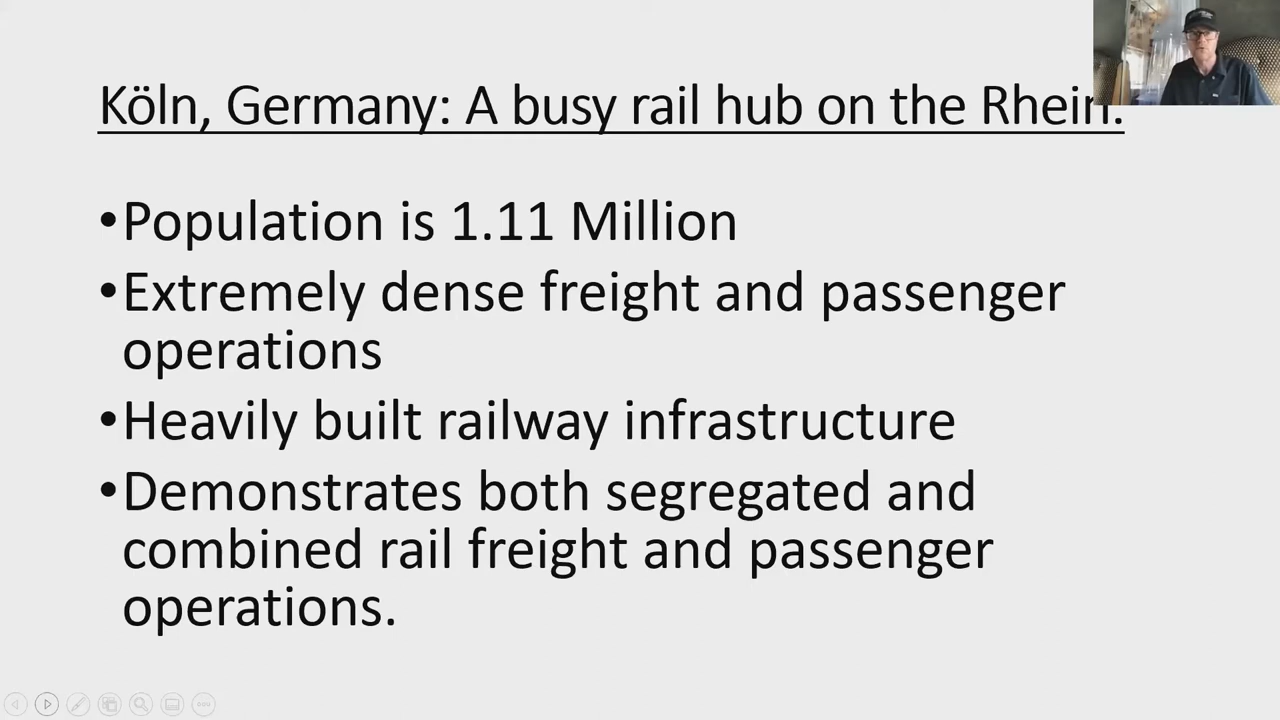 Köln, Germany: A busy rail hub on the Rhein.
•Population is 1.11 Million
•Extremely dense freight and passenger
operations
•Heavily built railway infrastructure
•Demonstrates both segregated and
combined rail freight and passenger
operations.